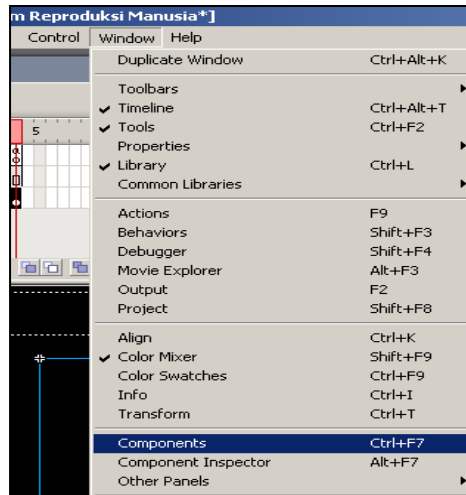 m Reproduksi Manusia*]
Control Window Help
Duplicate Window Ctrl+Alt+K
Toolbars
Timeline Ctrl+Alt+T
Tools Ctrl+F2
Properties
Library Ctrl+L
Common Libraries
Actions F9
Behaviors Shift+F3
Debugger Shift+F4
Movie Explorer Alt+F3
Output F2
Project Shift+F8
Align Ctrl+K
Color Mixer Shift+F9
Color Swatches Ctrl+F9
Info Ctrl+I
Transform Ctrl+T
Components Ctrl+F7
Component Inspector Alt+F7
Other Panels
5